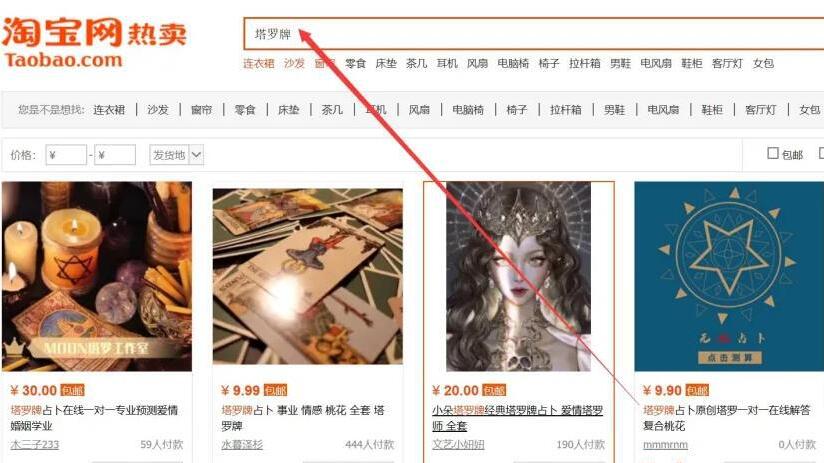 淘宝网热卖
Taobao.com
塔罗牌
连衣裙 沙发 窗帘 零食 床垫 茶几 耳机 风扇 电脑椅 椅子 拉杆箱 男鞋 电风扇 鞋柜 客厅灯 女包
您是不是想找: 连衣裙 | 沙发 | 窗帘 | 零食 | 床垫 | 茶几 | 耳机 | 风扇 | 电脑椅 | 椅子 | 拉杆箱 | 男鞋 | 电风扇 | 鞋柜 | 客厅灯 | 女包
价格: ¥ - ¥ 发货地 包邮
MOON塔罗工作室
占卜
点击测算
¥ 30.00 包邮
塔罗牌占卜在线一对一专业预测爱情
婚姻学业
木三子233 59人付款
¥ 9.99 包邮
塔罗牌占卜 事业 情感 桃花 全套 塔
罗牌
水暮泽杉 444人付款
¥ 20.00 包邮
小朵塔罗牌经典塔罗牌占卜 爱情塔罗
师 全套
文艺小妞妞 190人付款
¥ 9.90 包邮
塔罗牌占卜原创塔罗一对一在线解答
复合桃花
mmmrnm 0人付款